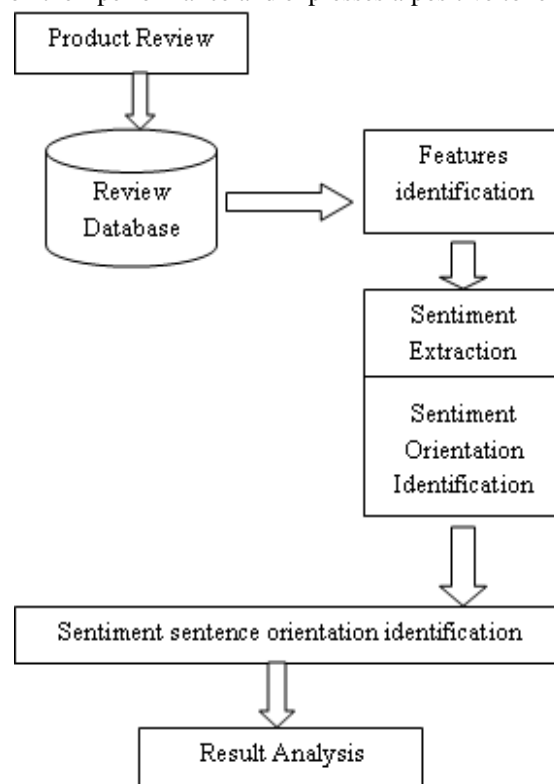 Product Review
Review
Database
Features
identification
Sentiment
Extraction
Sentiment
Orientation
Identification
Sentiment sentence orientation identification
Result Analysis